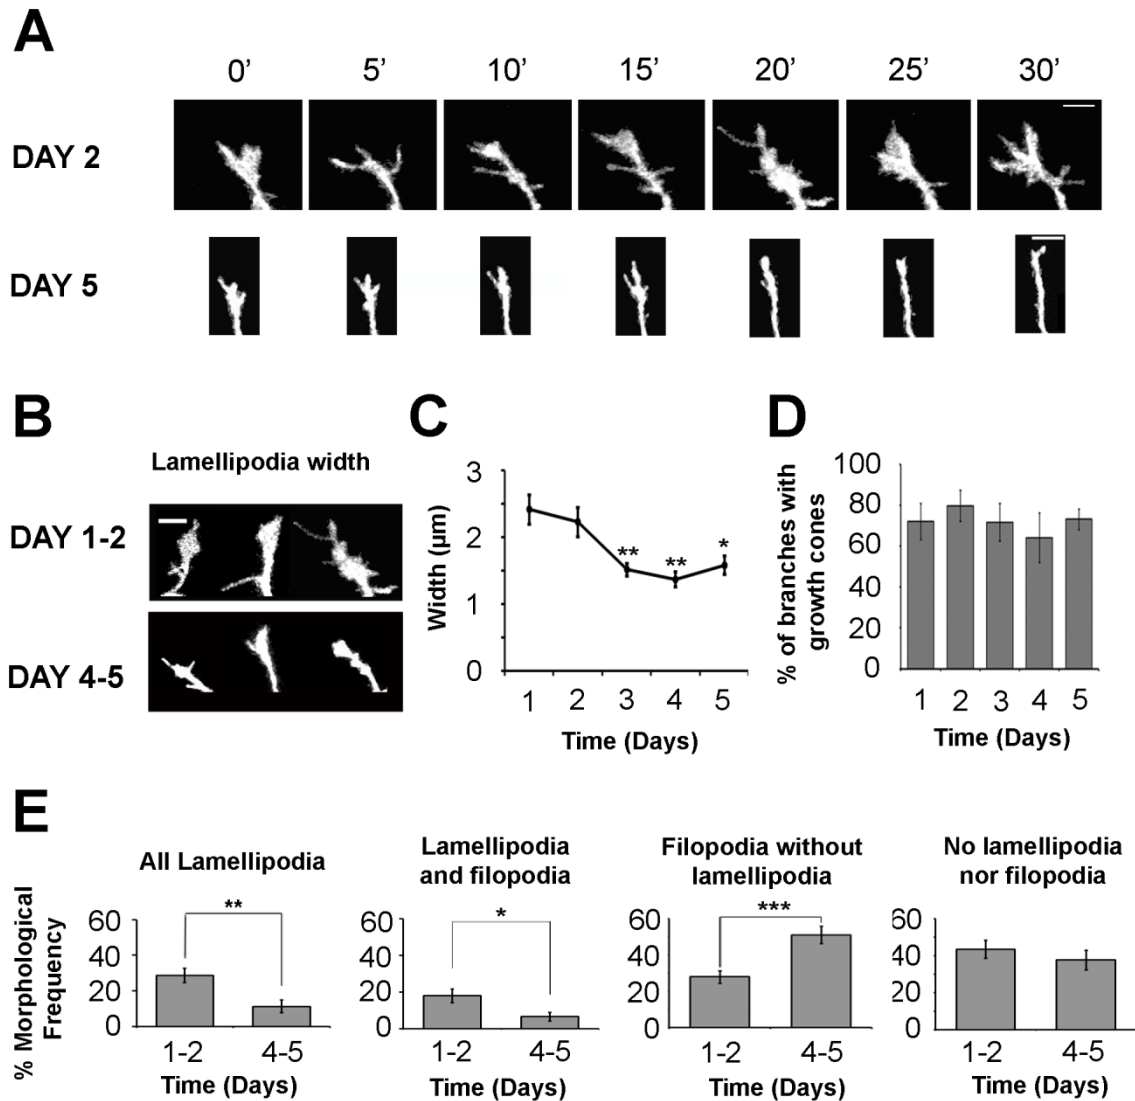 A
0’ 5’ 10’ 15’ 20’ 25’ 30’
DAY 2
DAY 5
B
Lamellipodia width
DAY 1-2
DAY 4-5
C
3
2
1
0
Width (µm)
** ** *
1 2 3 4 5
Time (Days)
D
100
80
60
40
20
0
% of branches with
growth cones
1 2 3 4 5
Time (Days)
E
% Morphological
Frequency
All Lamellipodia
60
40
20
0
**
1-2 4-5
Time (Days)
Lamellipodia
and filopodia
60
40
20
0
*
1-2 4-5
Time (Days)
Filopodia without
lamellipodia
60
40
20
0
***
1-2 4-5
Time (Days)
No lamellipodia
nor filopodia
60
40
20
0
1-2 4-5
Time (Days)